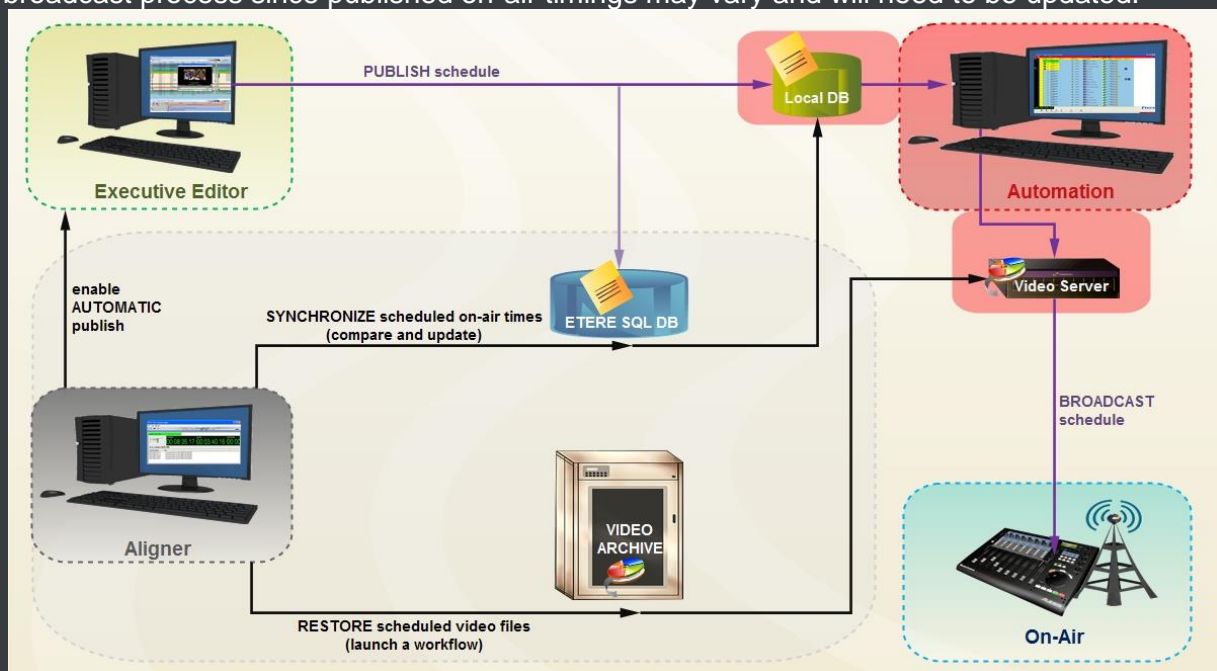 broadcast process since published on-air timings may vary and will need to be updated.
PUBLISH schedule
Local DB
Executive Editor
Automation
enable
AUTOMATIC
publish
SYNCHRONIZE scheduled on-air times
(compare and update)
ETERE SQL DB
Video Server
BROADCAST
schedule
Aligner
VIDEO
ARCHIVE
RESTORE scheduled video files
(launch a workflow)
On-Air